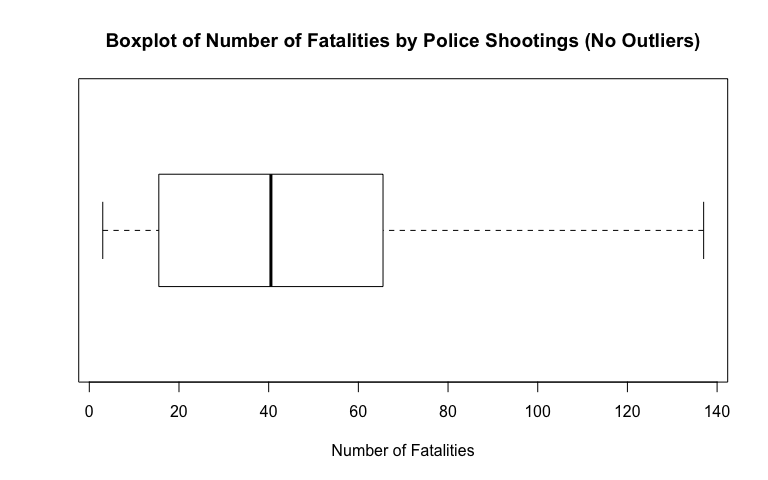 Boxplot of Number of Fatalities by Police Shootings (No Outliers)
0 20 40 60 80 100 120 140
Number of Fatalities